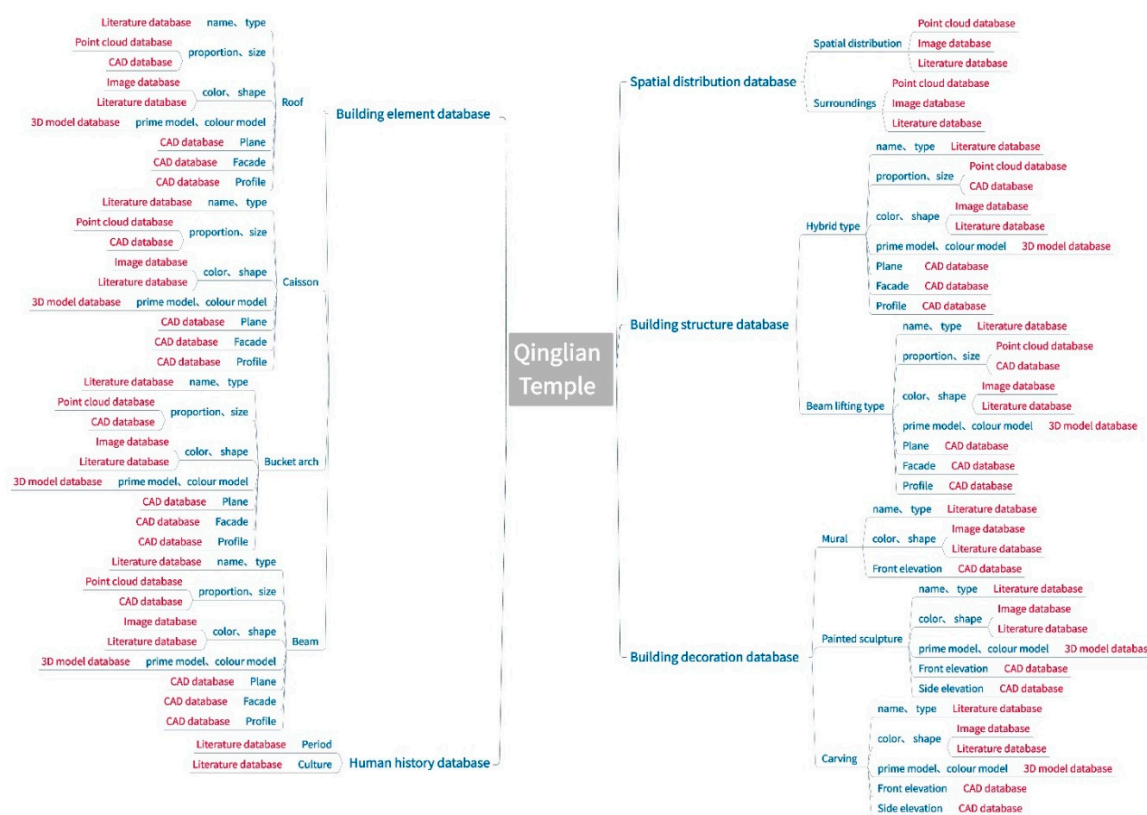 Qinglian
Temple
Building element database
Roof
name、 type
Literature database
proportion、size
Point cloud database
CAD database
color、 shape
Image database
Literature database
prime model、colour model
3D model database
Plane
CAD database
Facade
CAD database
Profile
CAD database
Caisson
name、 type
Literature database
proportion、size
Point cloud database
CAD database
color、 shape
Image database
Literature database
prime model、colour model
3D model database
Plane
CAD database
Facade
CAD database
Profile
CAD database
Bucket arch
name、 type
Literature database
proportion、size
Point cloud database
CAD database
color、 shape
Image database
Literature database
prime model、colour model
3D model database
Plane
CAD database
Facade
CAD database
Profile
CAD database
Beam
name、 type
Literature database
proportion、size
Point cloud database
CAD database
color、 shape
Image database
Literature database
prime model、colour model
3D model database
Plane
CAD database
Facade
CAD database
Profile
CAD database
Human history database
Period
Literature database
Culture
Literature database
Spatial distribution database
Spatial distribution
Point cloud database
Image database
Literature database
Surroundings
Point cloud database
Image database
Literature database
Building structure database
Hybrid type
name、 type
Literature database
proportion、size
Point cloud database
CAD database
color、 shape
Image database
Literature database
prime model、colour model
3D model database
Plane
CAD database
Facade
CAD database
Profile
CAD database
Beam lifting type
name、 type
Literature database
proportion、size
Point cloud database
CAD database
color、 shape
Image database
Literature database
prime model、colour model
3D model database
Plane
CAD database
Facade
CAD database
Profile
CAD database
Building decoration database
Mural
name、 type
Literature database
color、 shape
Image database
Literature database
Front elevation
CAD database
Painted sculpture
name、 type
Literature database
color、 shape
Image database
Literature database
prime model、colour model
3D model databas
Front elevation
CAD database
Side elevation
CAD database
Carving
name、 type
Literature database
color、 shape
Image database
Literature database
prime model、colour model
3D model database
Front elevation
CAD database
Side elevation
CAD database